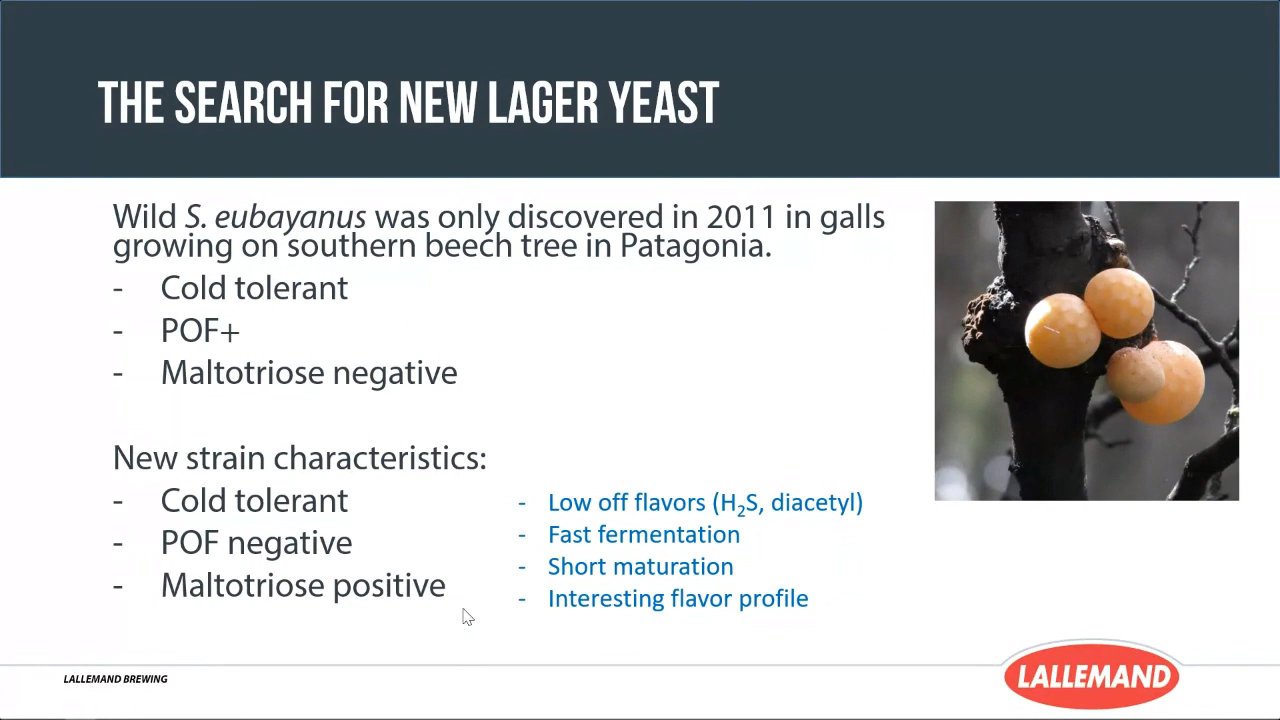 THE SEARCH FOR NEW LAGER YEAST
Wild S. eubayanus was only discovered in 2011 in galls
growing on southern beech tree in Patagonia.
- Cold tolerant
- POF+
- Maltotriose negative
New strain characteristics:
- Cold tolerant
- POF negative
- Maltotriose positive
- Low off flavors (H₂S, diacetyl)
- Fast fermentation
- Short maturation
- Interesting flavor profile
LALLEMAND BREWING
LALLEMAND